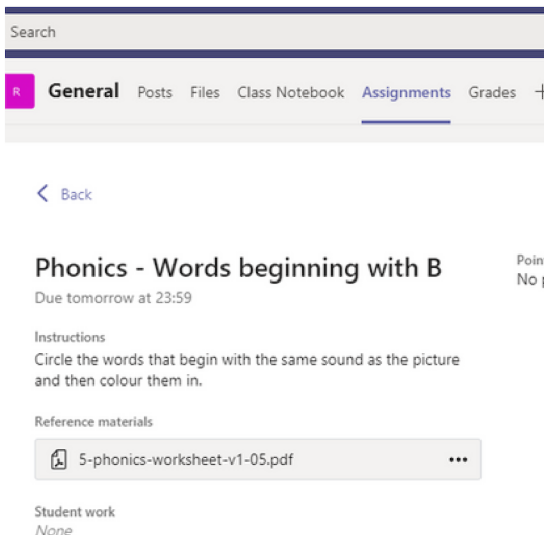 Search
R General Posts Files Class Notebook Assignments Grades +
Back
Phonics - Words beginning with B
Due tomorrow at 23:59
Instructions
Circle the words that begin with the same sound as the picture
and then colour them in.
Reference materials
5-phonics-worksheet-v1-05.pdf
Student work
None
Poin
No p